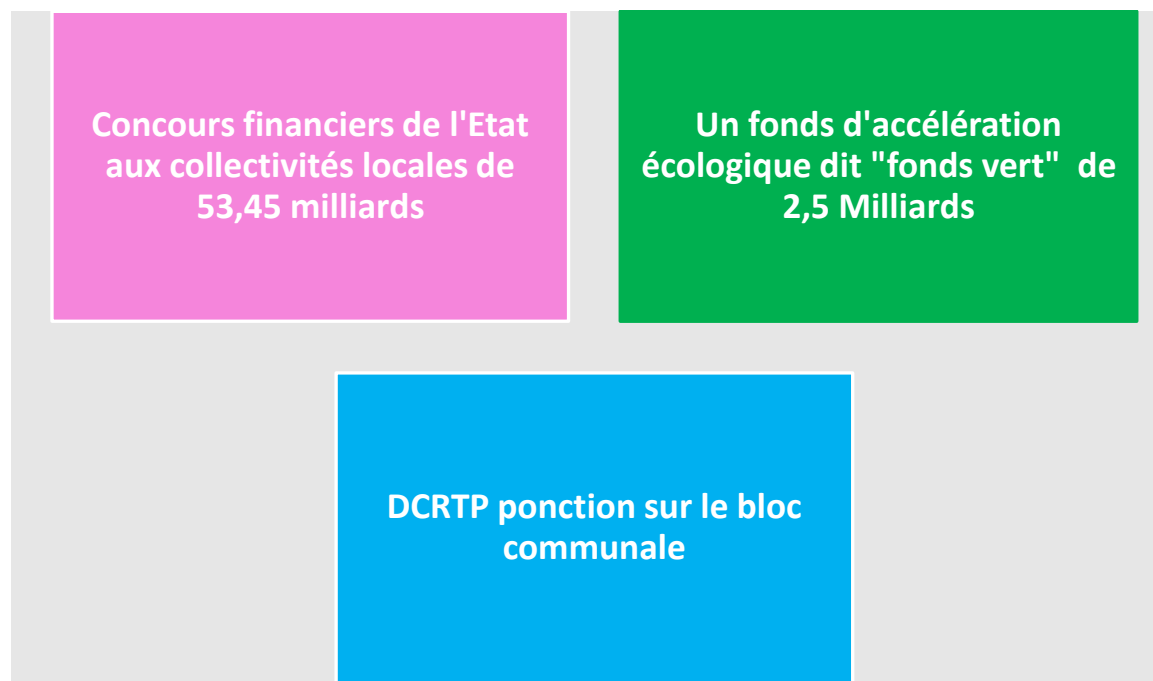 Concours financiers de l'Etat
aux collectivités locales de
53,45 milliards
Un fonds d'accélération
écologique dit "fonds vert"  de
2,5 Milliards
DCRTP ponction sur le bloc
communale